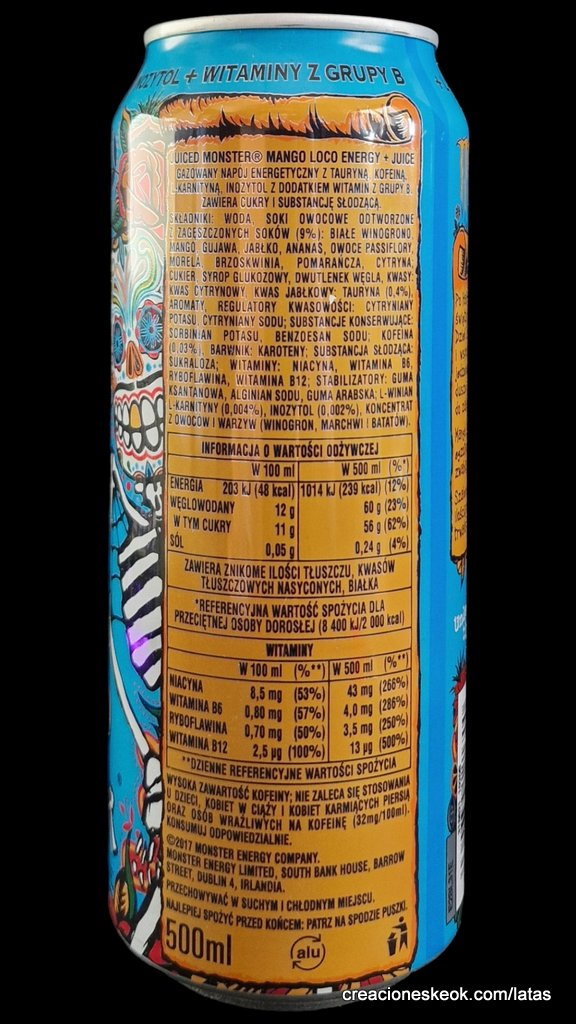 + WITAMINY Z GRUPY B
JUICED MONSTER® MANGO LOCO ENERGY + JUICE
GAZOWANY NAPÓJ ENERGETYCZNY Z TAURYNĄ, KOFEINĄ,
L-KARNITYNĄ, INOZYTOL Z DODATKIEM WITAMIN Z GRUPY B.
ZAWIERA CUKRY I SUBSTANCJĘ SŁODZĄCĄ.
SKŁADNIKI: WODA, SOKI OWOCOWE ODTWORZONE
Z ZAGĘSZCZONYCH SOKÓW (9%): BIAŁE WINOGRONO,
MANGO, GUJAWA, JABŁKO, ANANAS, OWOCE PASSIFLORY,
MORELA, BRZOSKWINIA, POMARAŃCZA, CYTRYNA,
CUKIER, SYROP GLUKOZOWY, DWUTLENEK WĘGLA, KWASY:
KWAS CYTRYNOWY, KWAS JABŁKOWY; TAURYNA (0,4%),
AROMATY, REGULATORY KWASOWOŚCI: CYTRYNIANY
POTASU, CYTRYNIANY SODU; SUBSTANCJE KONSERWUJĄCE:
SORBINIAN POTASU, BENZOESAN SODU; KOFEINA
(0,03%), BARWNIK: KAROTENY; SUBSTANCJA SŁODZĄCA:
SUKRALOZA; WITAMINY: NIACYNA, WITAMINA B6,
RYBOFLAWINA, WITAMINA B12; STABILIZATORY: GUMA
KSANTANOWA, ALGINIAN SODU, GUMA ARABSKA; L-WINIAN
L-KARNITYNY (0,004%), INOZYTOL (0,002%), KONCENTRAT
Z OWOCÓW I WARZYW (WINOGRON, MARCHWI I BATATÓW).
INFORMACJA O WARTOŚCI ODŻYWCZEJ
W 100 ml W 500 ml (%*)
ENERGIA 203 kJ (48 kcal) 1014 kJ (239 kcal) (12%)
WĘGLOWODANY 12 g 60 g (23%)
W TYM CUKRY 11 g 56 g (62%)
SÓL 0,05 g 0,24 g (4%)
ZAWIERA ZNIKOME ILOŚCI TŁUSZCZU, KWASÓW
TŁUSZCZOWYCH NASYCONYCH, BIAŁKA
*REFERENCYJNA WARTOŚĆ SPOŻYCIA DLA
PRZECIĘTNEJ OSOBY DOROSŁEJ (8 400 kJ/2 000 kcal)
WITAMINY
W 100 ml (%**) W 500 ml (%**)
NIACYNA 8,5 mg (53%) 43 mg (266%)
WITAMINA B6 0,80 mg (57%) 4,0 mg (286%)
RYBOFLAWINA 0,70 mg (50%) 3,5 mg (250%)
WITAMINA B12 2,5 µg (100%) 13 µg (500%)
**DZIENNE REFERENCYJNE WARTOŚCI SPOŻYCIA
WYSOKA ZAWARTOŚĆ KOFEINY; NIE ZALECA SIĘ STOSOWANIA
U DZIECI, KOBIET W CIĄŻY I KOBIET KARMIĄCYCH PIERSIĄ
ORAZ OSÓB WRAŻLIWYCH NA KOFEINĘ (32mg/100ml).
KONSUMUJ ODPOWIEDZIALNIE.
©2017 MONSTER ENERGY COMPANY.
MONSTER ENERGY LIMITED, SOUTH BANK HOUSE, BARROW
STREET, DUBLIN 4, IRLANDIA.
PRZECHOWYWAĆ W SUCHYM I CHŁODNYM MIEJSCU.
NAJLEPIEJ SPOŻYĆ PRZED KOŃCEM: PATRZ NA SPODZIE PUSZKI.
500ml
alu
creacioneskeok.com/latas